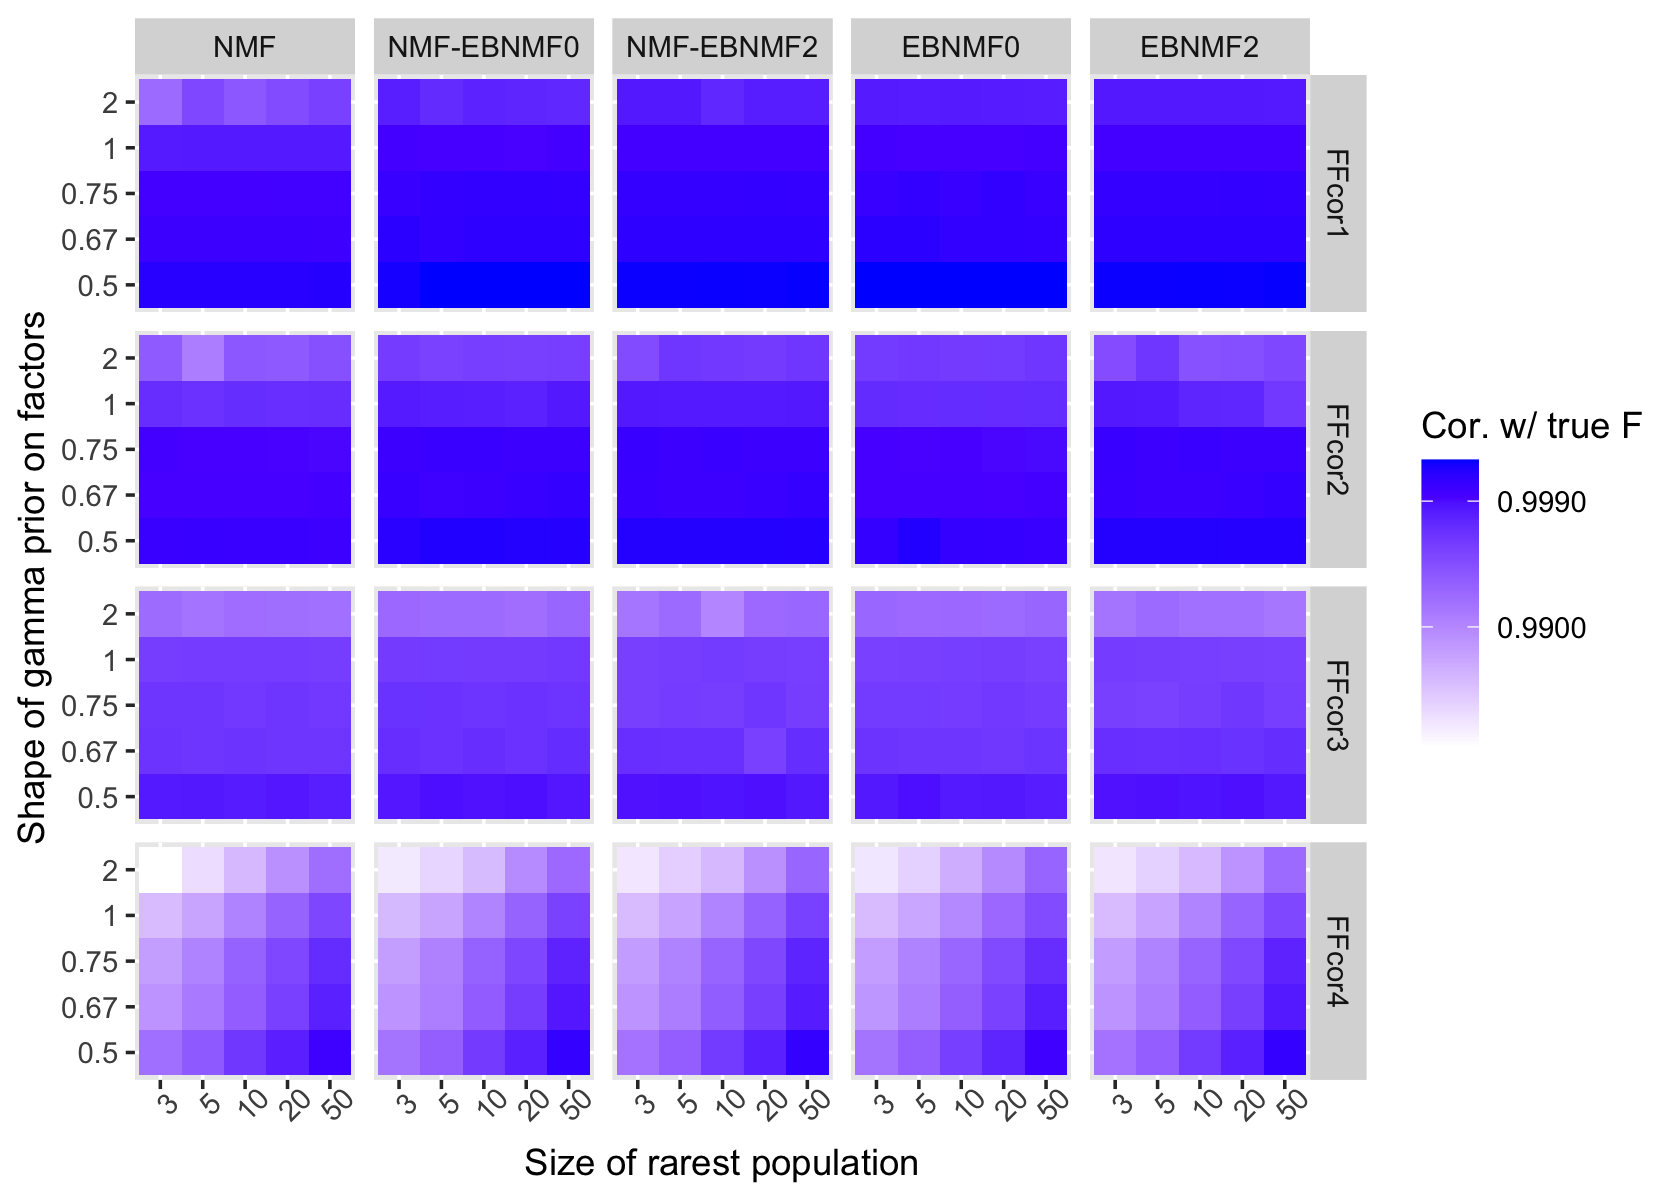 NMF NMF-EBNMF0 NMF-EBNMF2 EBNMF0 EBNMF2
Shape of gamma prior on factors
2
1
0.75
0.67
0.5
FFcor1
2
1
0.75
0.67
0.5
FFcor2
2
1
0.75
0.67
0.5
FFcor3
2
1
0.75
0.67
0.5
FFcor4
3 5 10 20 50 3 5 10 20 50 3 5 10 20 50 3 5 10 20 50 3 5 10 20 50
Size of rarest population
Cor. w/ true F
0.9990
0.9900